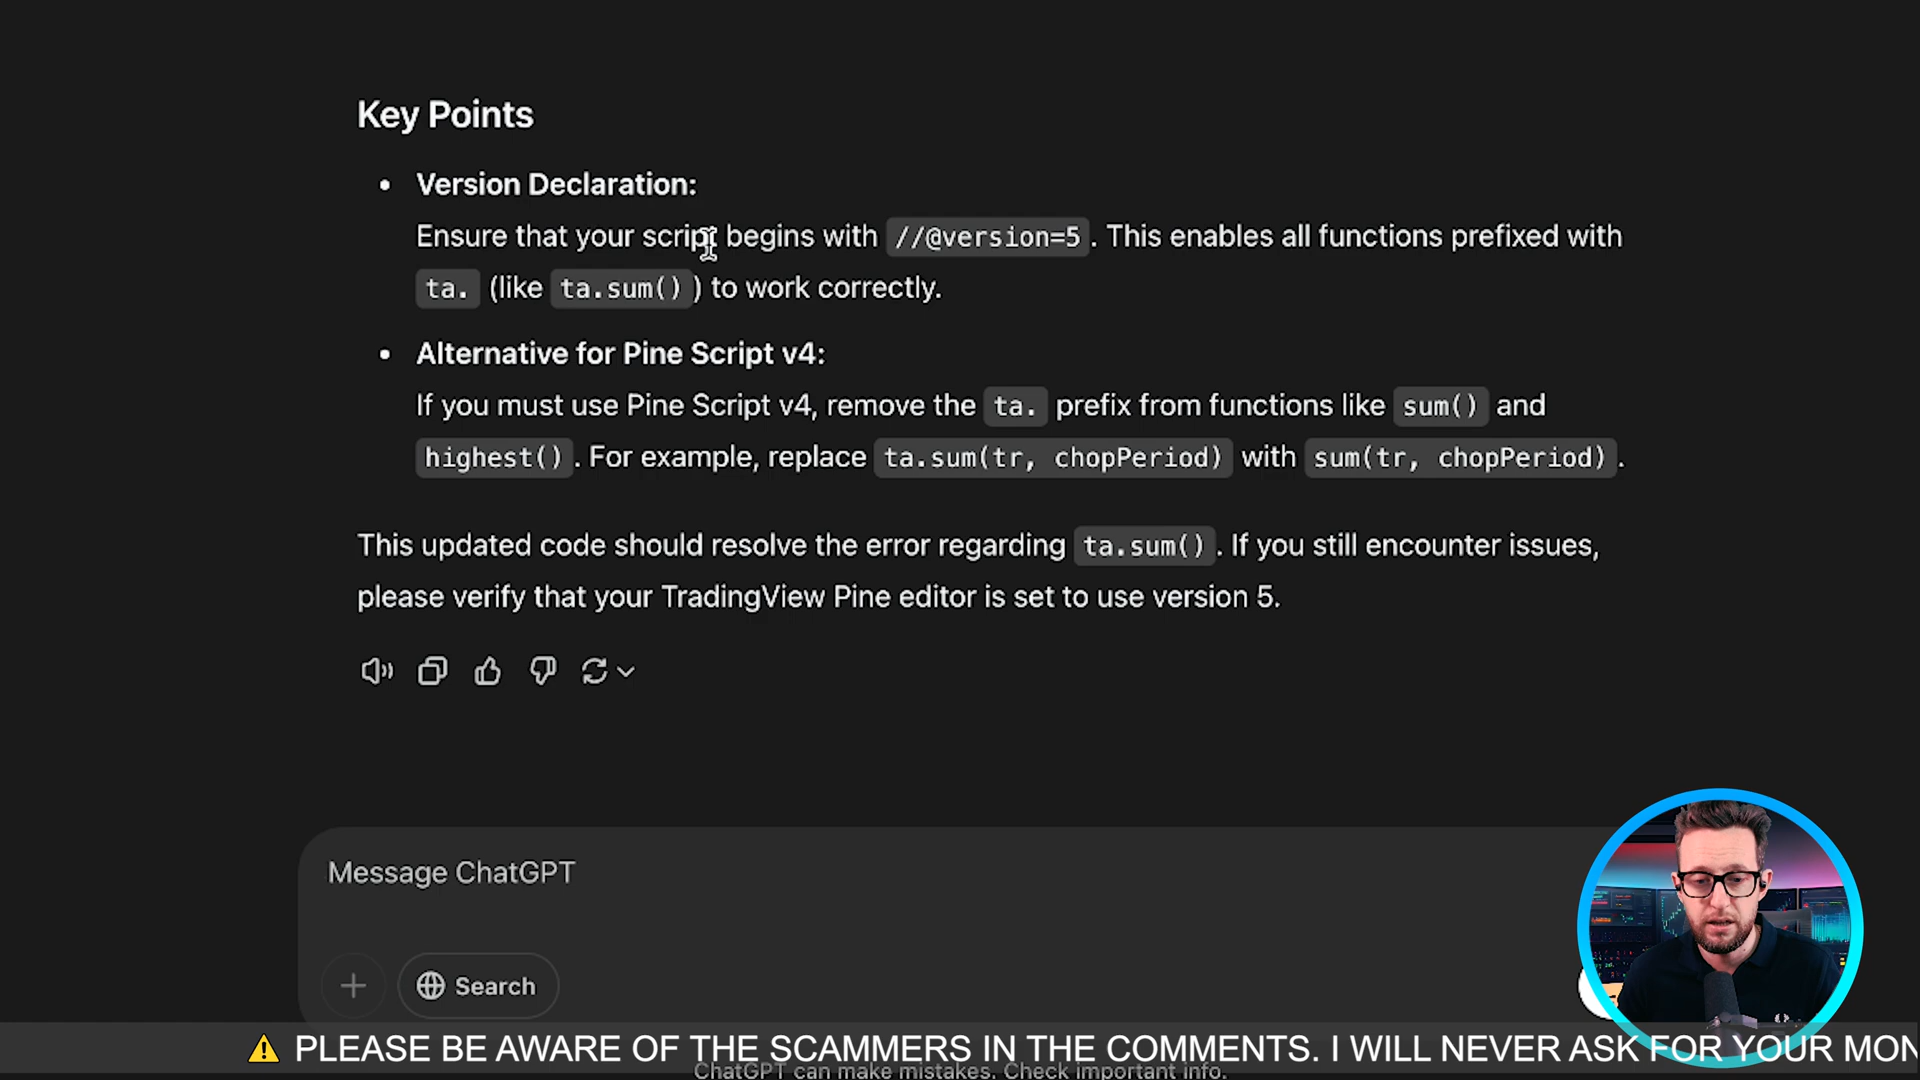 Key Points
• Version Declaration:
Ensure that your script begins with //@version=5. This enables all functions prefixed with
ta. (like ta.sum()) to work correctly.
• Alternative for Pine Script v4:
If you must use Pine Script v4, remove the ta. prefix from functions like sum() and
highest(). For example, replace ta.sum(tr, chopPeriod) with sum(tr, chopPeriod).
This updated code should resolve the error regarding ta.sum(). If you still encounter issues,
please verify that your TradingView Pine editor is set to use version 5.
Message ChatGPT
Search
⚠ PLEASE BE AWARE OF THE SCAMMERS IN THE COMMENTS. I WILL NEVER ASK FOR YOUR MON
ChatGPT can make mistakes. Check important info.